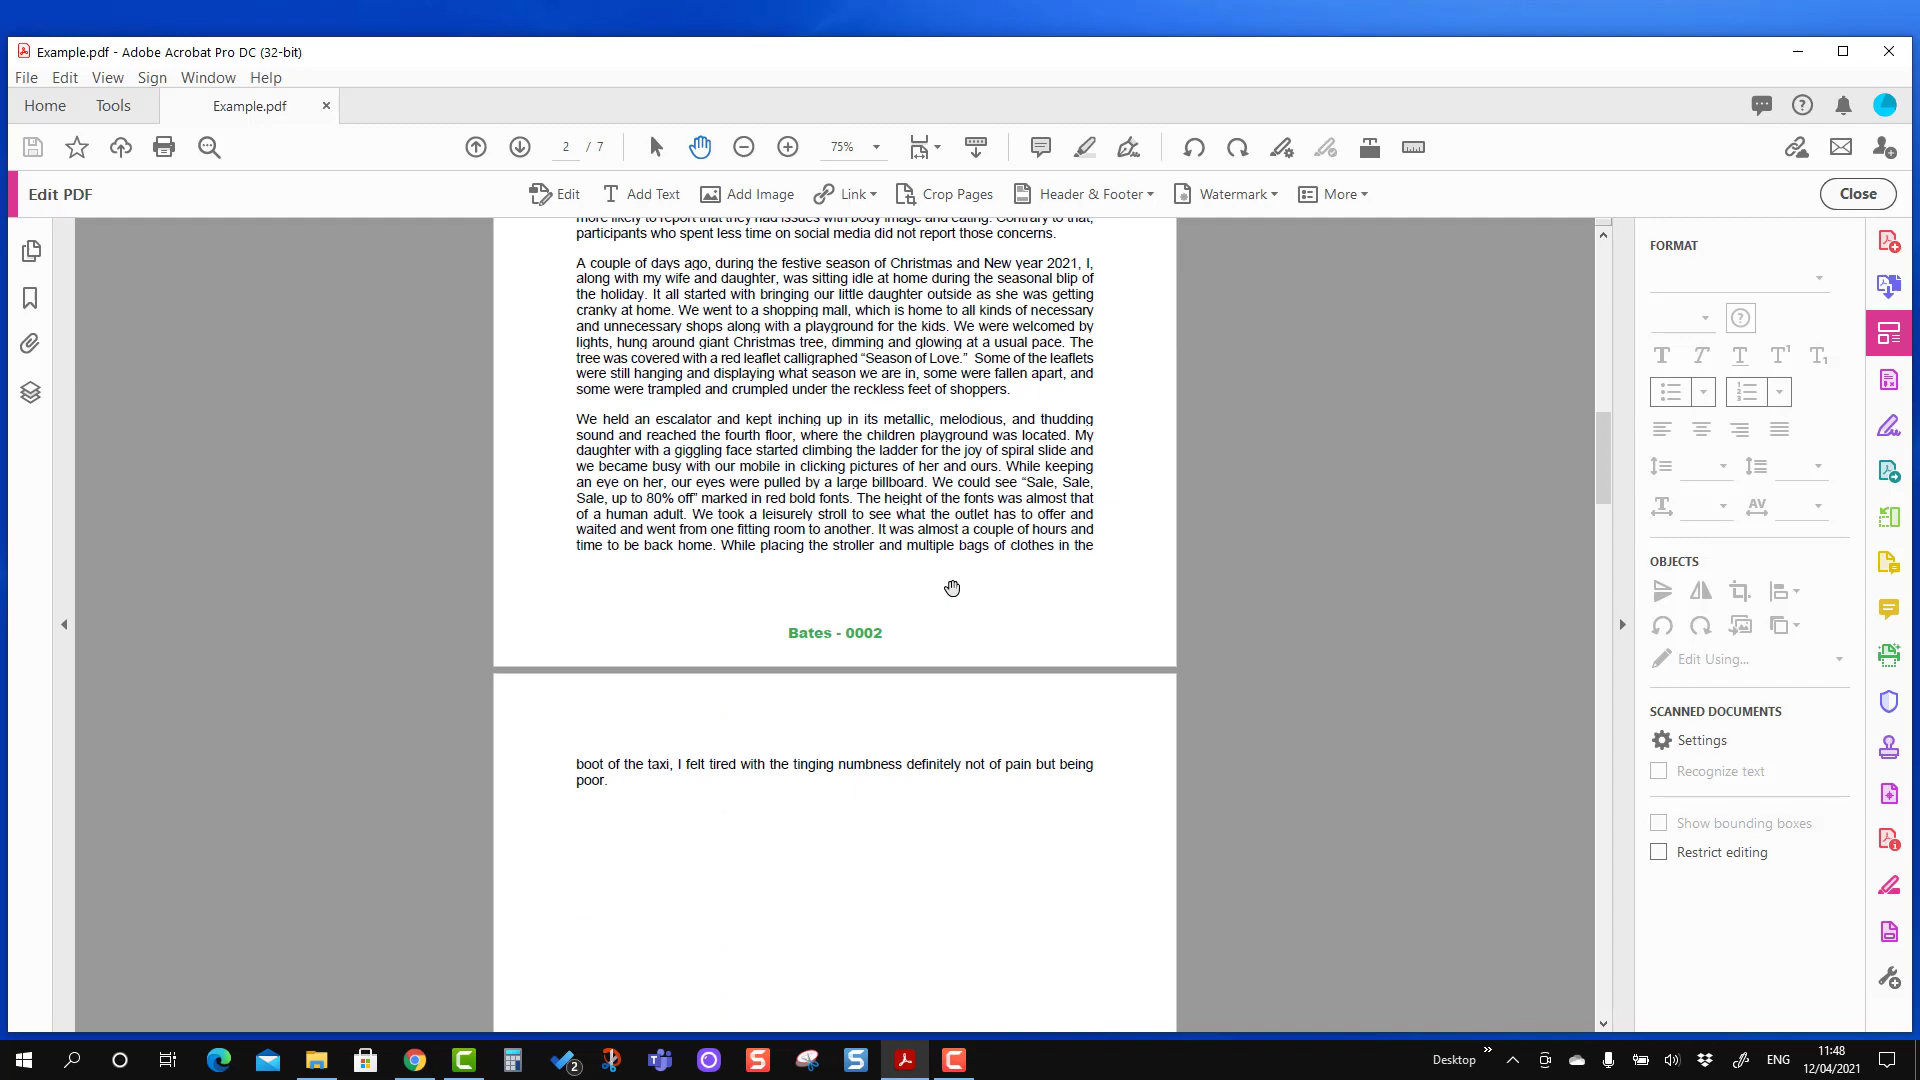 Example.pdf - Adobe Acrobat Pro DC (32-bit)
File Edit View Sign Window Help
Home Tools Example.pdf
2 / 7 75%
Edit PDF Edit Add Text Add Image Link Crop Pages Header & Footer Watermark More Close
more likely to report that they had issues with body image and eating. Contrary to that,
participants who spent less time on social media did not report those concerns.
A couple of days ago, during the festive season of Christmas and New year 2021, I,
along with my wife and daughter, was sitting idle at home during the seasonal blip of
the holiday. It all started with bringing our little daughter outside as she was getting
cranky at home. We went to a shopping mall, which is home to all kinds of necessary
and unnecessary shops along with a playground for the kids. We were welcomed by
lights, hung around giant Christmas tree, dimming and glowing at a usual pace. The
tree was covered with a red leaflet calligraphed “Season of Love.” Some of the leaflets
were still hanging and displaying what season we are in, some were fallen apart, and
some were trampled and crumpled under the reckless feet of shoppers.
We held an escalator and kept inching up in its metallic, melodious, and thudding
sound and reached the fourth floor, where the children playground was located. My
daughter with a giggling face started climbing the ladder for the joy of spiral slide and
we became busy with our mobile in clicking pictures of her and ours. While keeping
an eye on her, our eyes were pulled by a large billboard. We could see “Sale, Sale,
Sale, up to 80% off” marked in red bold fonts. The height of the fonts was almost that
of a human adult. We took a leisurely stroll to see what the outlet has to offer and
waited and went from one fitting room to another. It was almost a couple of hours and
time to be back home. While placing the stroller and multiple bags of clothes in the
Bates - 0002
boot of the taxi, I felt tired with the tinging numbness definitely not of pain but being
poor.
FORMAT
OBJECTS
Edit Using...
SCANNED DOCUMENTS
Settings
Recognize text
Show bounding boxes
Restrict editing
Desktop ENG 11:48
12/04/2021